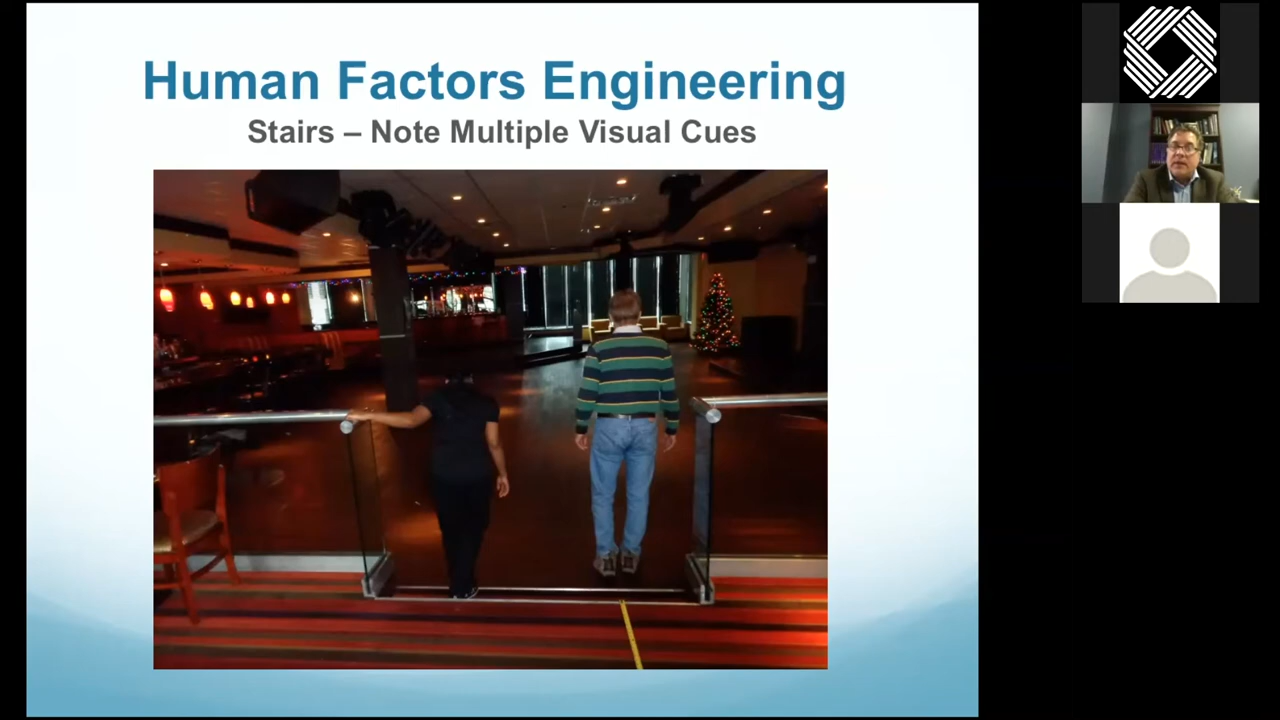 Human Factors Engineering
Stairs – Note Multiple Visual Cues